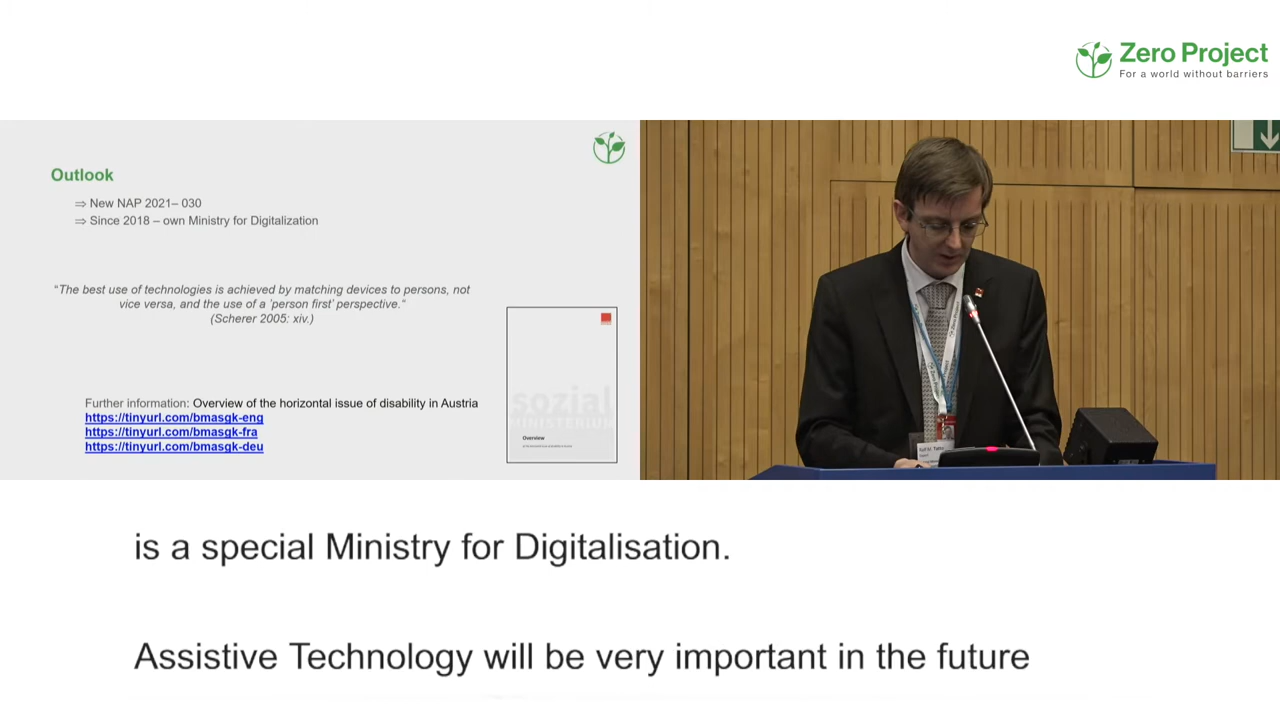 Zero Project
For a world without barriers
Outlook
⇒ New NAP 2021– 030
⇒ Since 2018 – own Ministry for Digitalization
“The best use of technologies is achieved by matching devices to persons, not
vice versa, and the use of a ‘person first’ perspective.“
(Scherer 2005: xiv.)
sozial
MINISTERIUM
Overview
Further information: Overview of the horizontal issue of disability in Austria
https://tinyurl.com/bmasgk-eng
https://tinyurl.com/bmasgk-fra
https://tinyurl.com/bmasgk-deu
is a special Ministry for Digitalisation.
Assistive Technology will be very important in the future